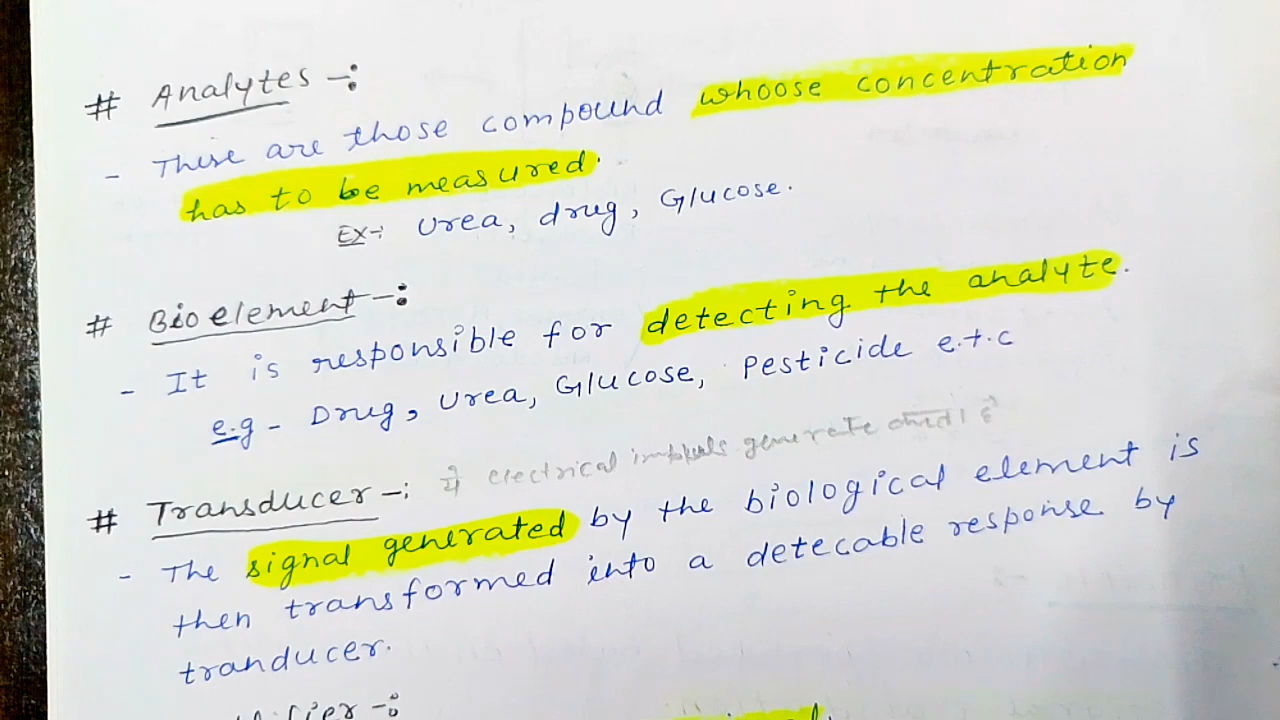 # Analytes -:
- These are those compound whoose concentration
has to be measured.
Ex-: Urea, drug, Glucose.
# Bio element -:
- It is responsible for detecting the analyte.
e.g - Drug, Urea, Glucose, Pesticide e.t.c
# Transducer -: ये electrical generate करता है
- The signal generated by the biological element is
then transformed into a detecable response by
tranducer.